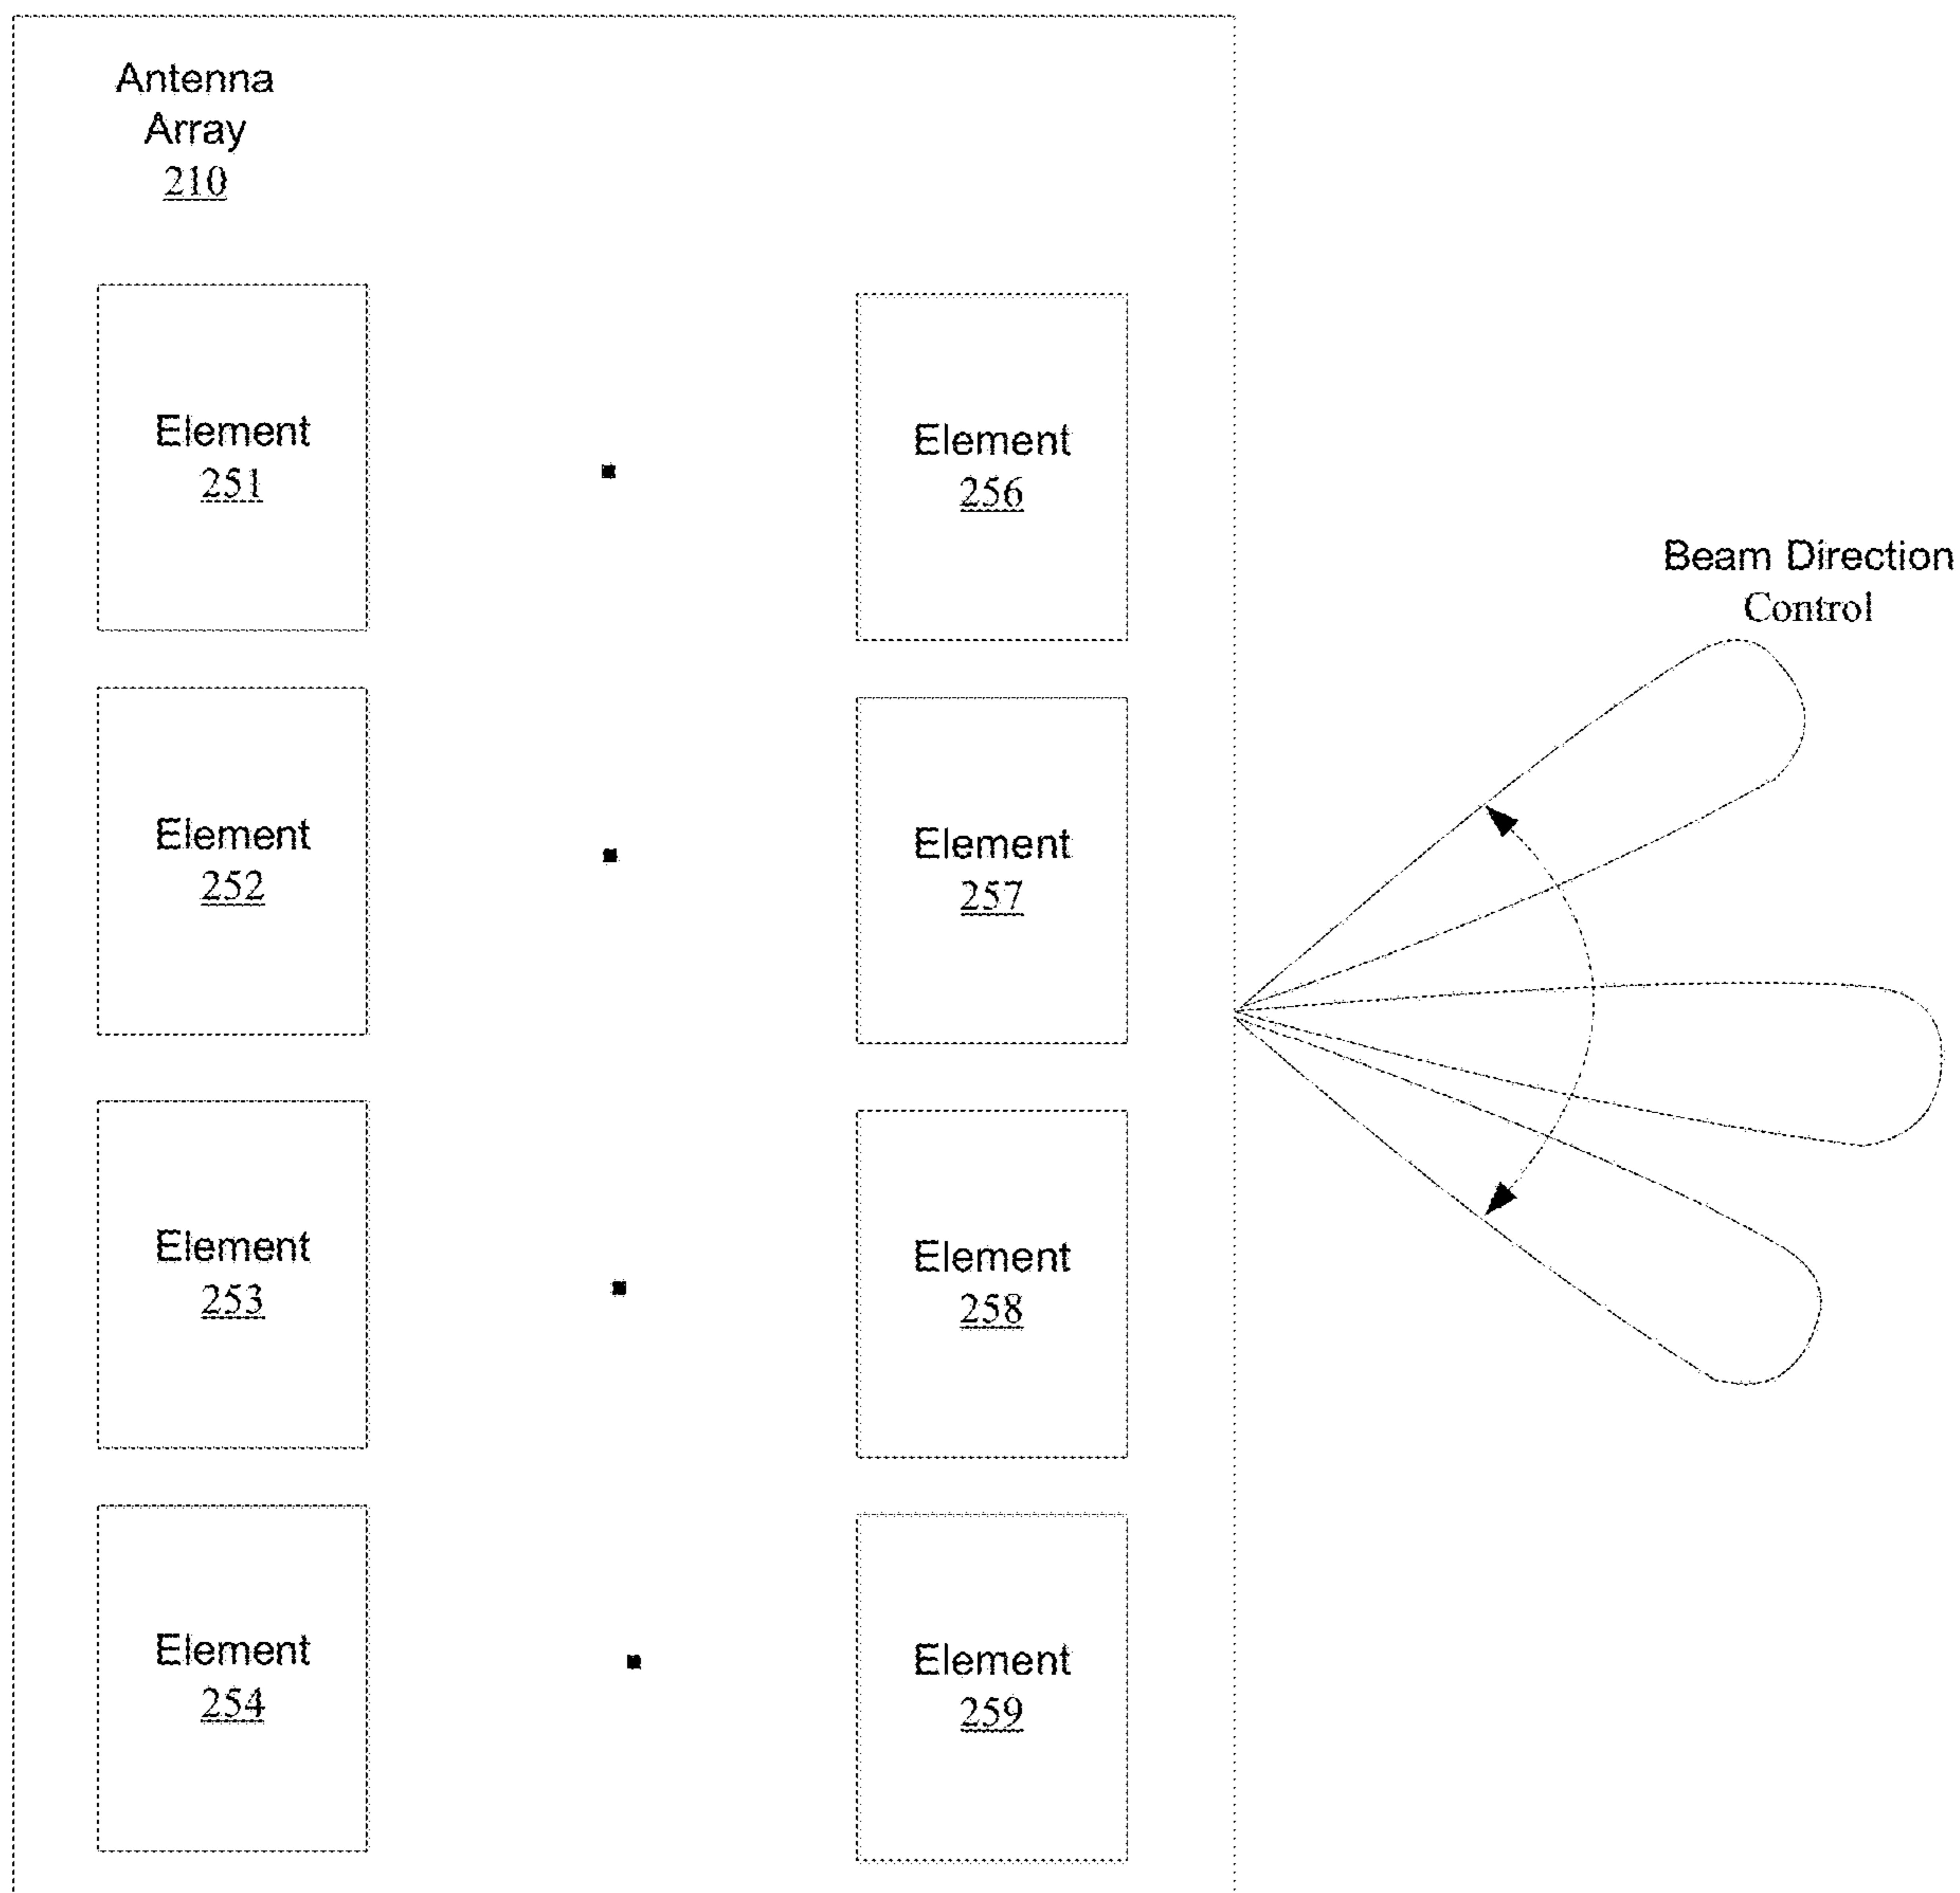 Antenna
Array
210
Element
251
Element
256
Beam Direction
Control
Element
252
Element
257
Element
253
Element
258
Element
254
Element
259